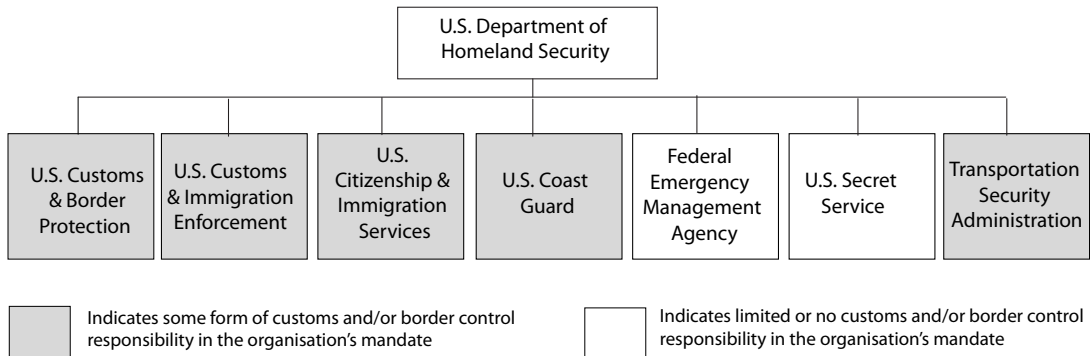 U.S. Department of
Homeland Security
U.S. Customs
& Border
Protection
U.S. Customs
& Immigration
Enforcement
U.S.
Citizenship &
Immigration
Services
U.S. Coast
Guard
Federal
Emergency
Management
Agency
U.S. Secret
Service
Transportation
Security
Administration
Indicates some form of customs and/or border control
responsibility in the organisation’s mandate
Indicates limited or no customs and/or border control
responsibility in the organisation’s mandate